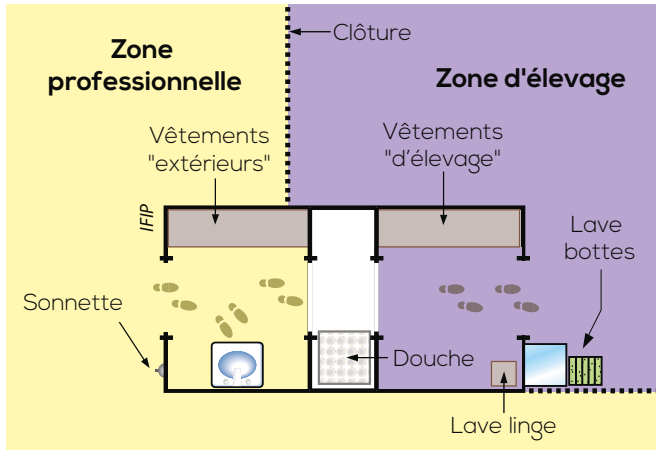 Zone
professionnelle
Clôture
Zone d'élevage
Vêtements
"extérieurs"
Vêtements
"d'élevage"
IFIP
Lave
bottes
Sonnette
Douche
Lave linge